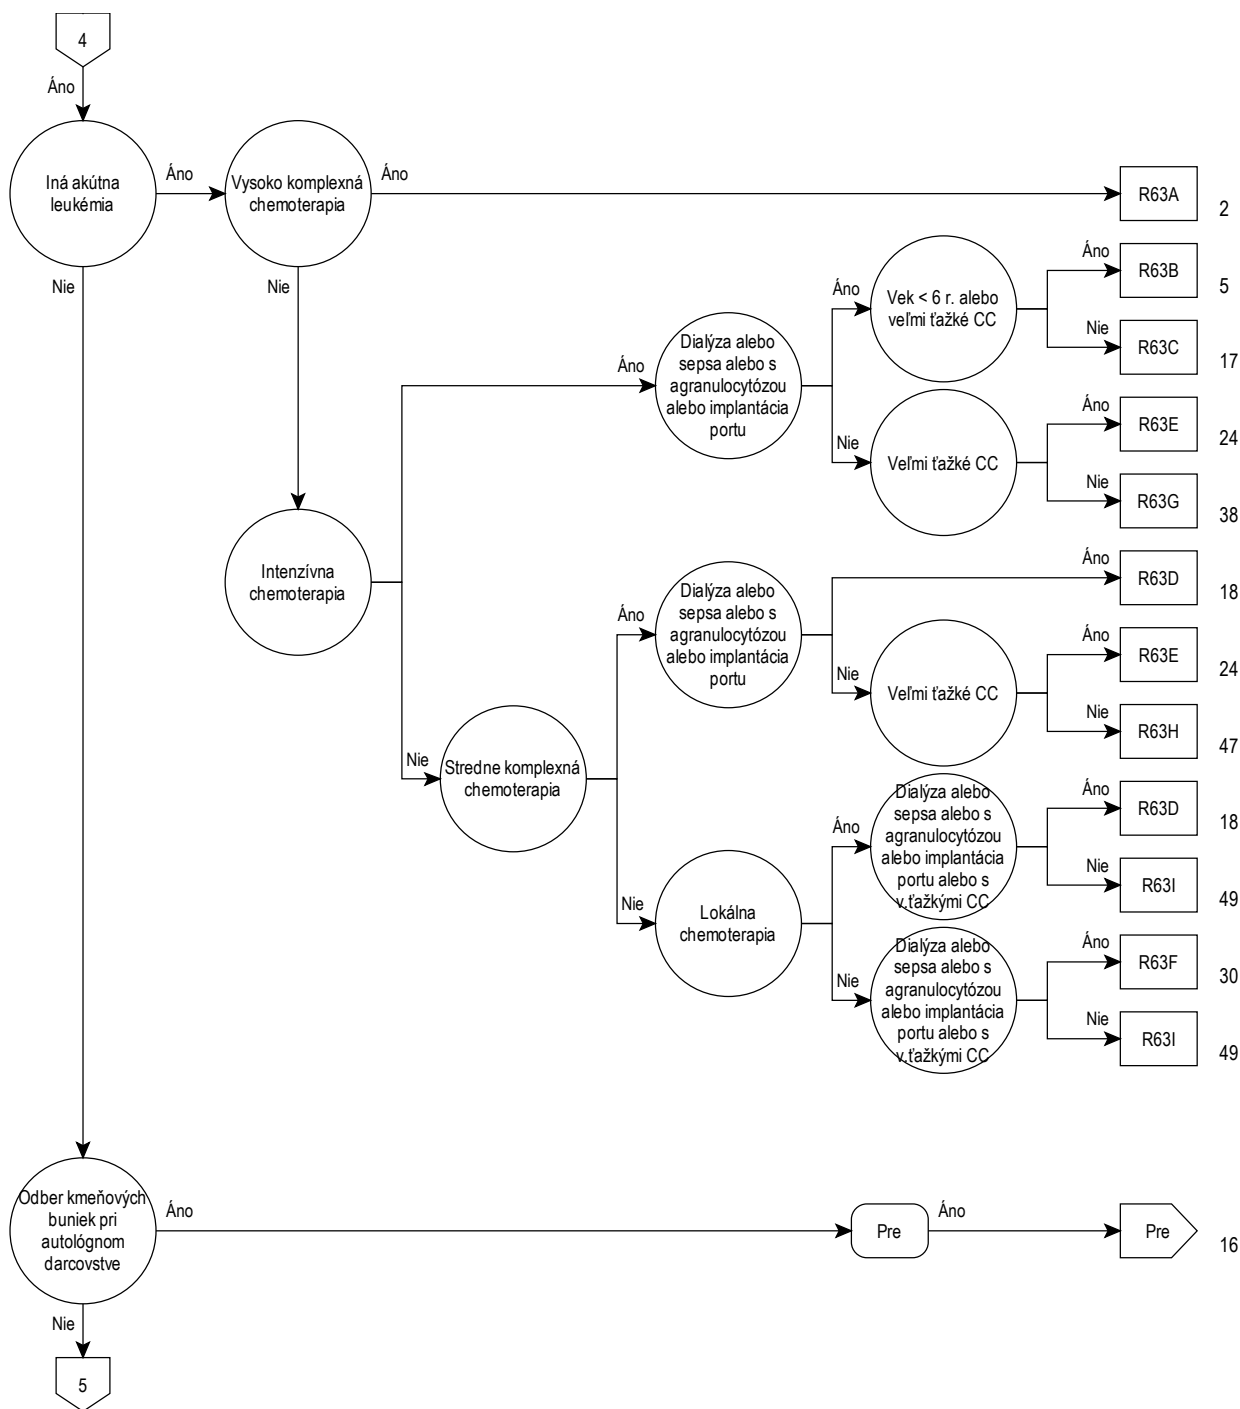 4
Áno
Iná akútna
leukémia
Áno
Vysoko komplexná
chemoterapia
Áno
R63A
2
Nie
Nie
Intenzívna
chemoterapia
Áno
Dialýza alebo
sepsa alebo s
agranulocytózou
alebo implantácia
portu
Áno
Vek < 6 r. alebo
veľmi ťažké CC
Áno
R63B
5
Nie
R63C
17
Nie
Veľmi ťažké CC
Áno
R63E
24
Nie
R63G
38
Nie
Stredne komplexná
chemoterapia
Áno
Dialýza alebo
sepsa alebo s
agranulocytózou
alebo implantácia
portu
Áno
R63D
18
Nie
Veľmi ťažké CC
Áno
R63E
24
Nie
R63H
47
Nie
Lokálna
chemoterapia
Áno
Dialýza alebo
sepsa alebo s
agranulocytózou
alebo implantácia
portu alebo s
v.ťažkými CC
Áno
R63D
18
Nie
R63I
49
Nie
Dialýza alebo
sepsa alebo s
agranulocytózou
alebo implantácia
portu alebo s
v.ťažkými CC
Áno
R63F
30
Nie
R63I
49
Odber kmeňových
buniek pri
autológnom
darcovstve
Áno
Pre
Áno
Pre
16
Nie
5